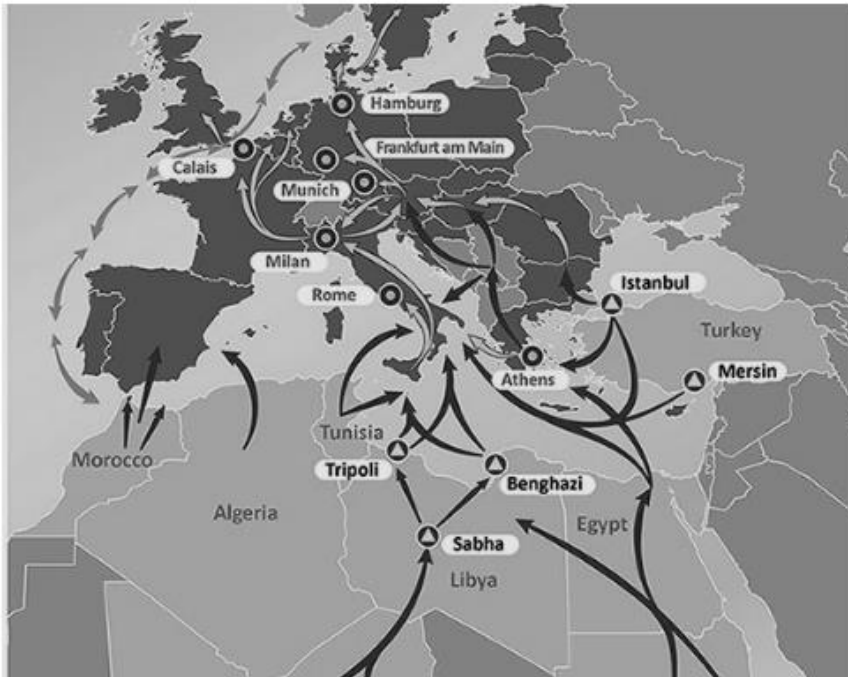 Hamburg
Frankfurt am Main
Calais
Munich
Milan
Rome
Istanbul
Turkey
Mersin
Athens
Tunisia
Morocco
Tripoli
Benghazi
Algeria
Egypt
Sabha
Libya